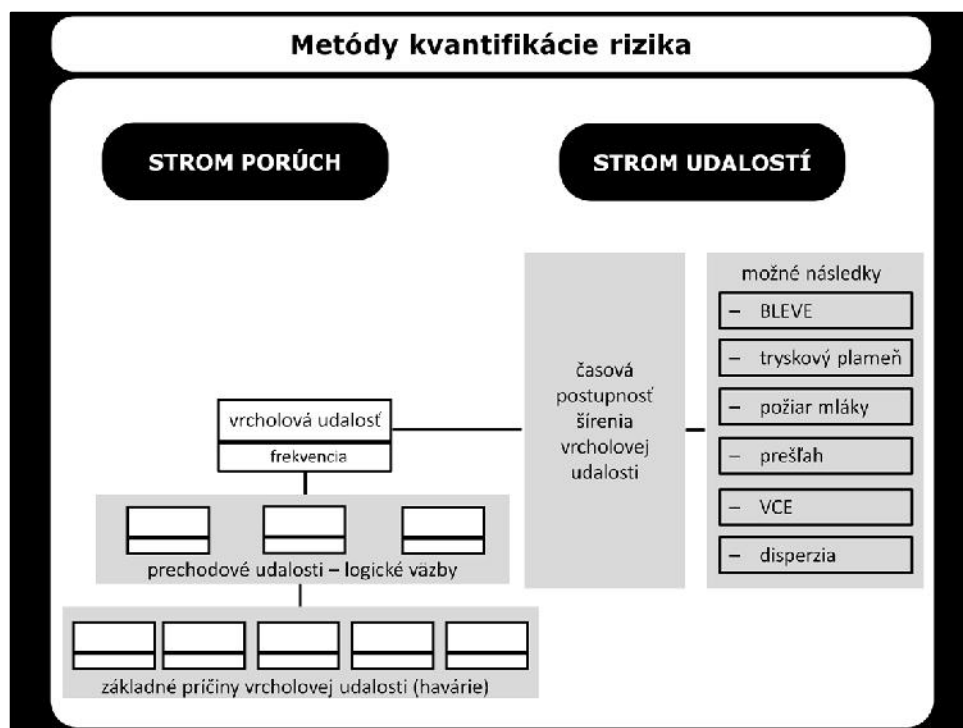 Metódy kvantifikácie rizika
STROM PORÚCH
STROM UDALOSTÍ
vrcholová udalosť
frekvencia
prechodové udalosti – logické väzby
základné príčiny vrcholovej udalosti (havárie)
časová
postupnosť
šírenia
vrcholovej
udalosti
možné následky
– BLEVE
– tryskový plameň
– požiar mláky
– prešľah
– VCE
– disperzia